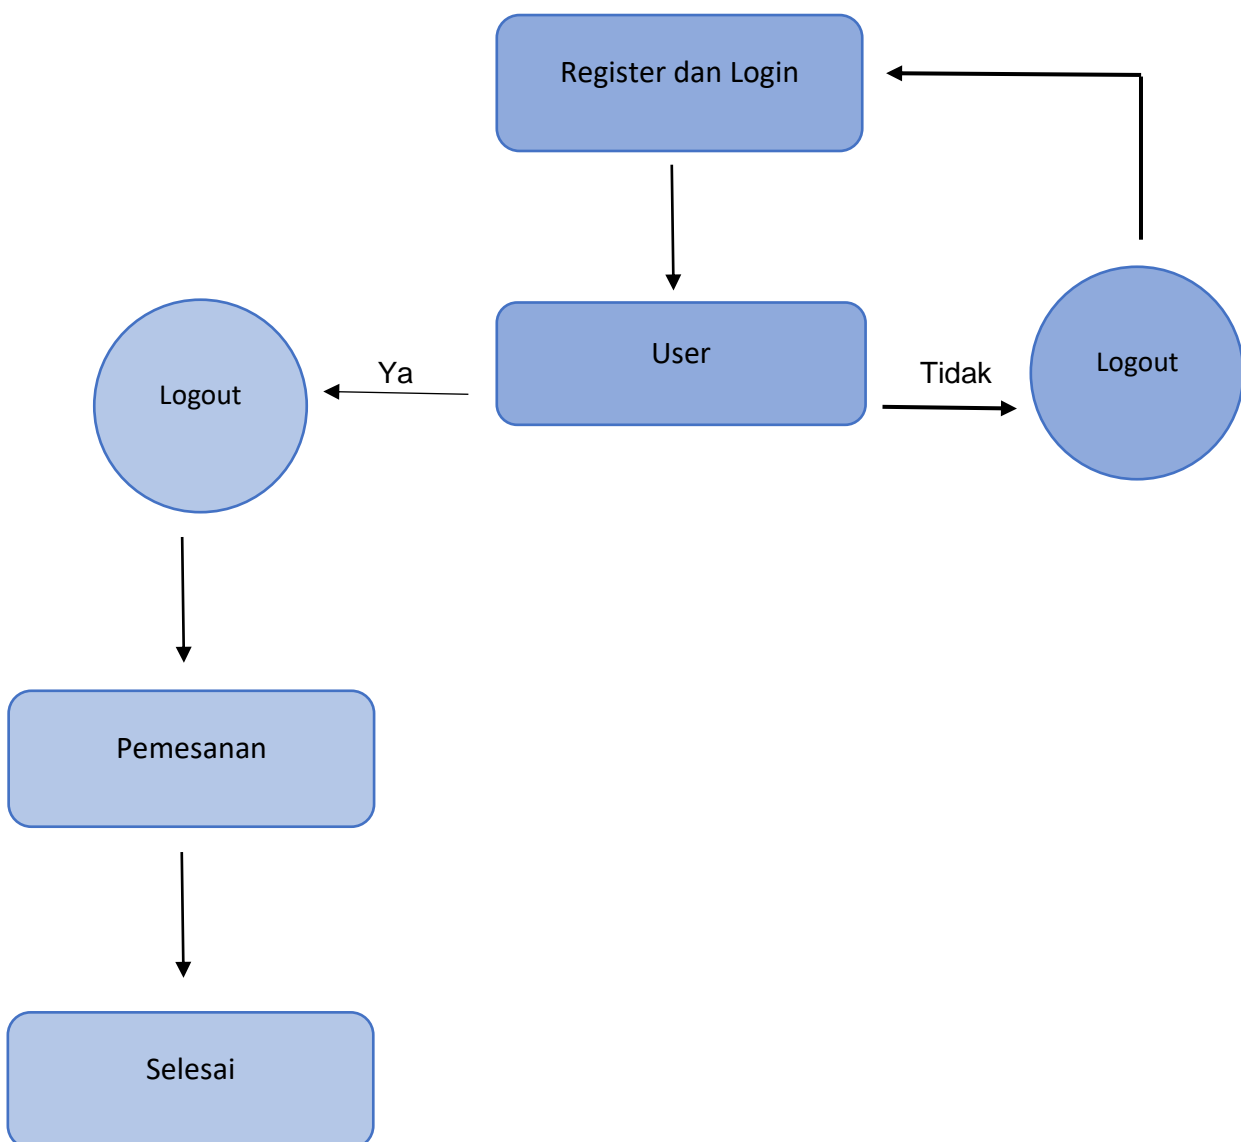 Register dan Login
User
Ya
Tidak
Logout
Logout
Pemesanan
Selesai